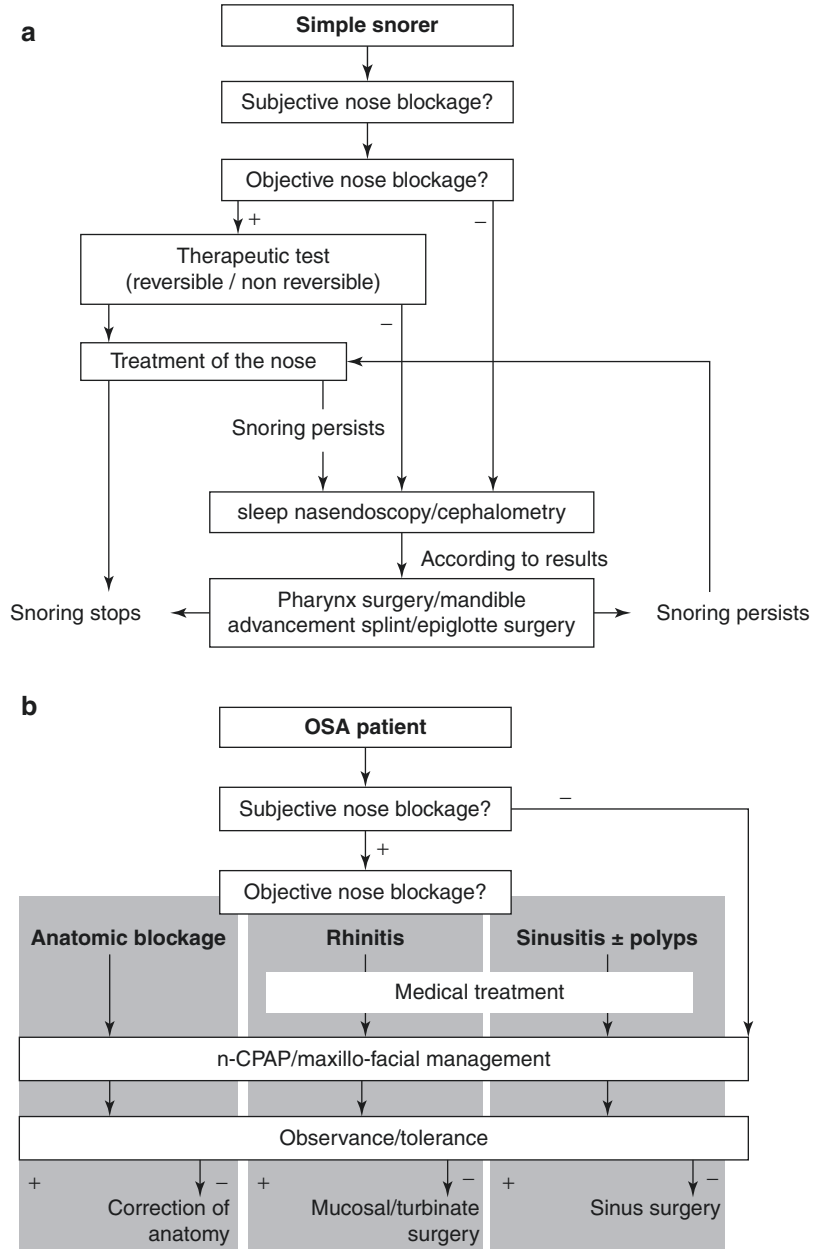 a
Simple snorer
Subjective nose blockage?
Objective nose blockage?
+
–
Therapeutic test
(reversible / non reversible)
–
Treatment of the nose
Snoring persists
sleep nasendoscopy/cephalometry
According to results
Snoring stops
Pharynx surgery/mandible
advancement splint/epiglotte surgery
Snoring persists
b
OSA patient
Subjective nose blockage?
–
+
Objective nose blockage?
Anatomic blockage
Rhinitis
Sinusitis ± polyps
Medical treatment
n-CPAP/maxillo-facial management
Observance/tolerance
+
–
+
–
+
–
Correction of
anatomy
Mucosal/turbinate
surgery
Sinus surgery